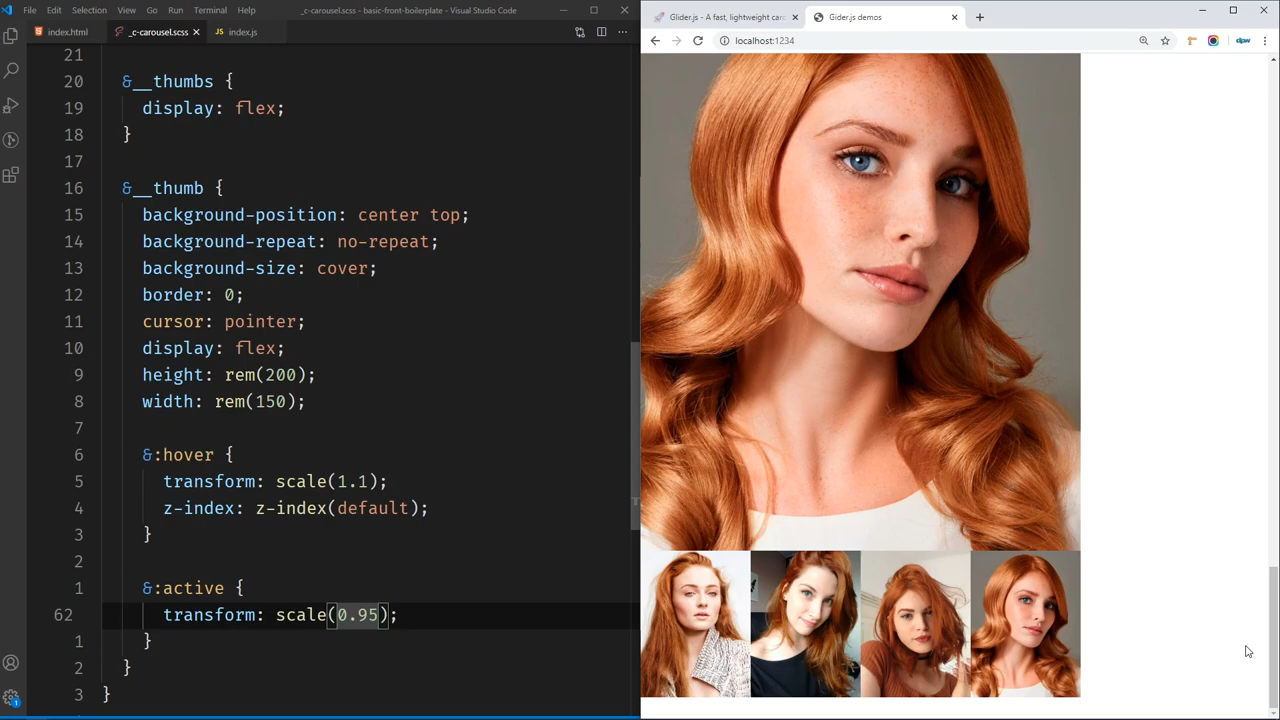 File Edit Selection View Go Run Terminal Help _c-carousel.scss - basic-front-boilerplate - Visual Studio Code
index.html _c-carousel.scss index.js
21
20 &__thumbs {
19 display: flex;
18 }
17
16 &__thumb {
15 background-position: center top;
14 background-repeat: no-repeat;
13 background-size: cover;
12 border: 0;
11 cursor: pointer;
10 display: flex;
9 height: rem(200);
8 width: rem(150);
7
6 &:hover {
5 transform: scale(1.1);
4 z-index: z-index(default);
3 }
2
1 &:active {
62 transform: scale(0.95);
1 }
2 }
3 }
1
Glider.js - A fast, lightweight car
Gider.js demos
localhost:1234
dpw